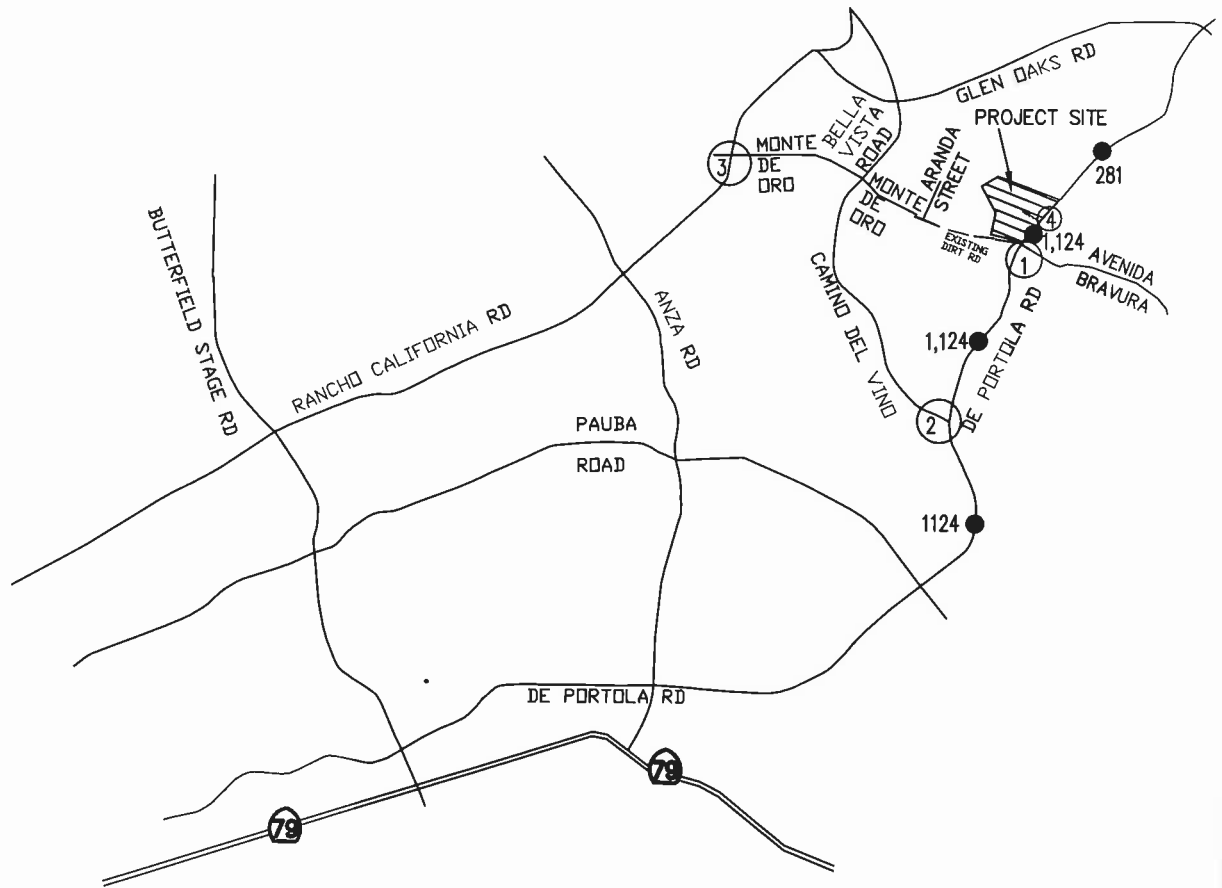 GLEN OAKS RD
PROJECT SITE
BELLA
VISTA
ROAD
MONTE
DE
ORO
3
ARANDA
STREET
MONTE
DE
ORO
281
4
1,124
EXISTING
DIRT RD
1
AVENIDA
BRAVURA
BUTTERFIELD STAGE RD
RANCHO CALIFORNIA RD
ANZA RD
CAMINO DEL VINO
1,124
DE PORTOLA RD
2
PAUBA
ROAD
1124
DE PORTOLA RD
79
79